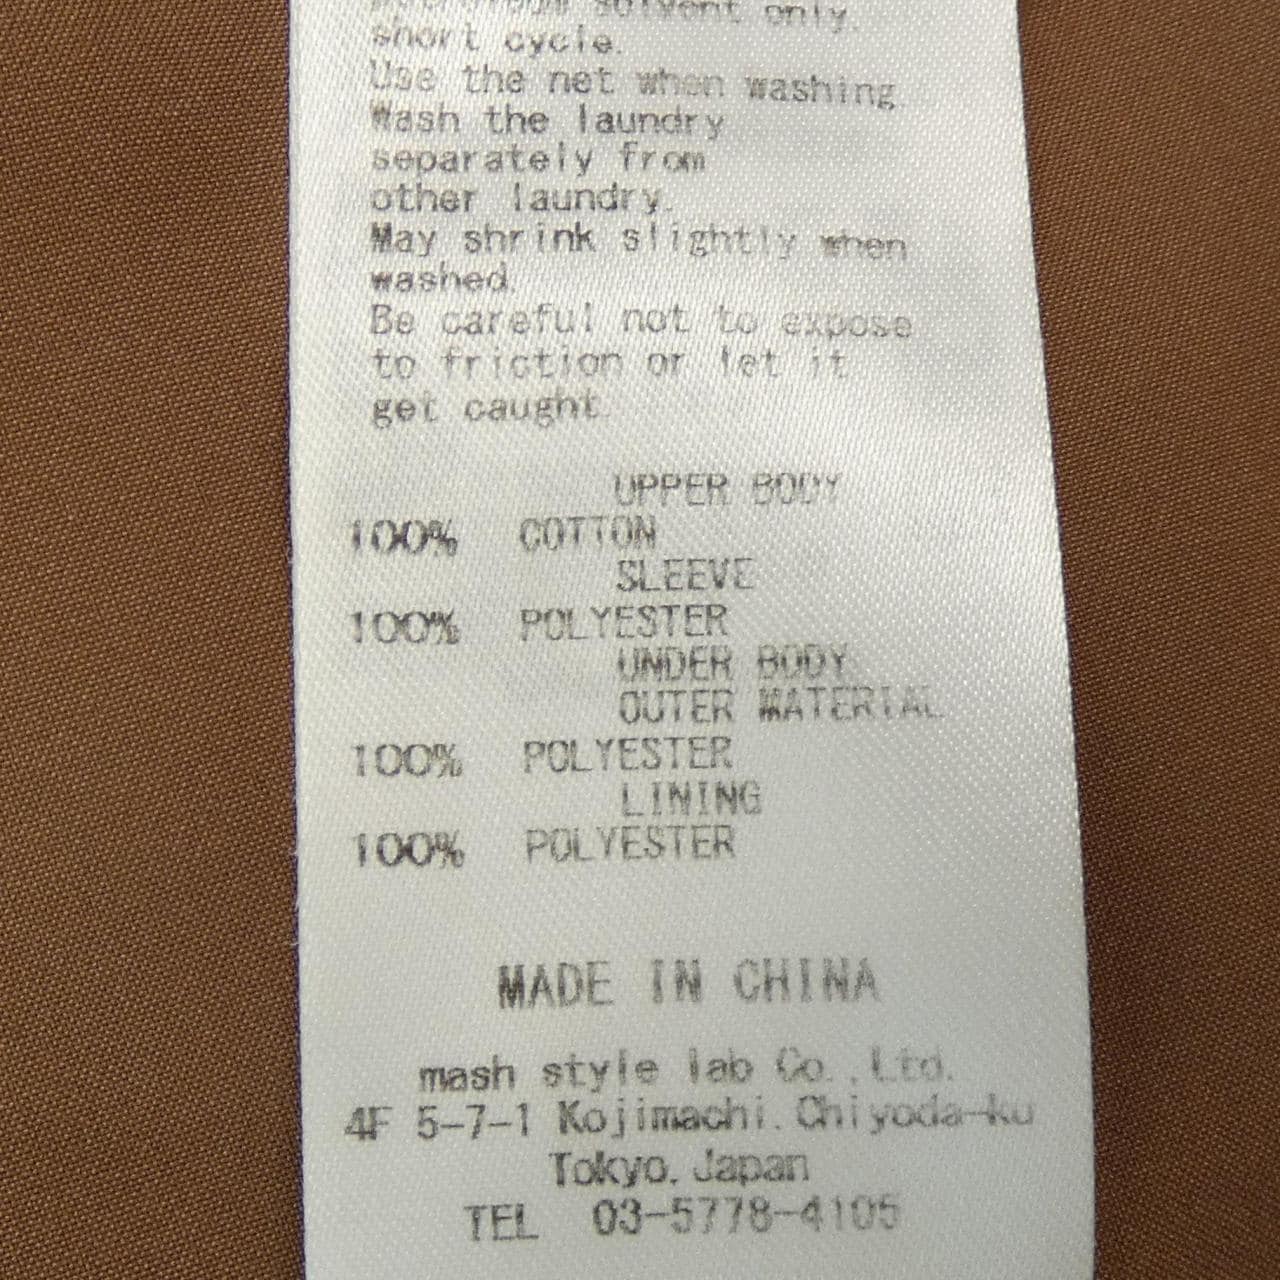 solvent only.
short cycle.
Use the net when washing.
Wash the laundry
separately from
other laundry.
May shrink slightly when
washed.
Be careful not to expose
to friction or let it
get caught.
UPPER BODY
100% COTTON
SLEEVE
100% POLYESTER
UNDER BODY
OUTER MATERIAL
100% POLYESTER
LINING
100% POLYESTER
MADE IN CHINA
mash style lab Co.,Ltd.
4F 5-7-1 Kojimachi.Chiyoda-ku
Tokyo.Japan
TEL 03-5778-4105